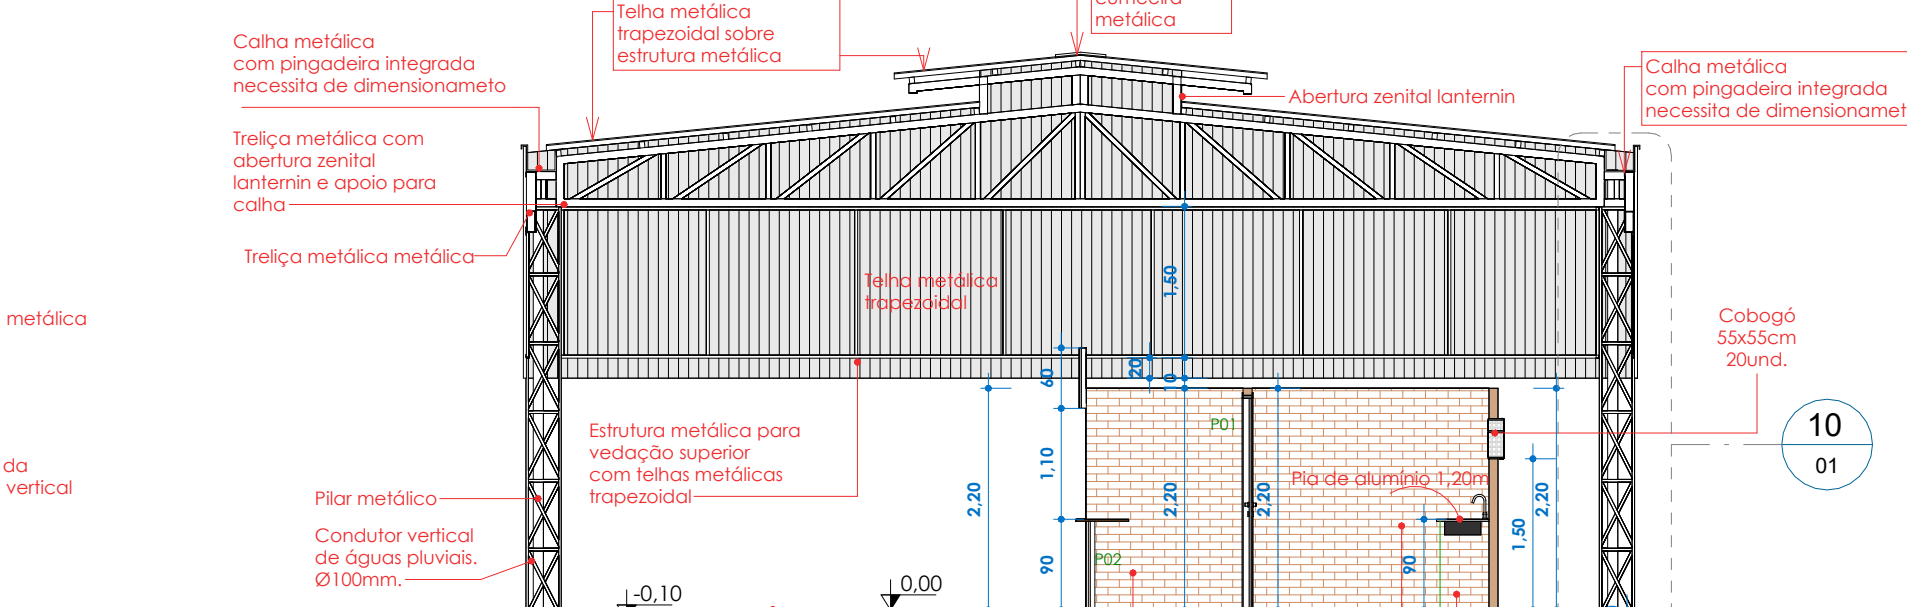 Telha metálica
trapezoidal sobre
estrutura metálica
metálica
Calha metálica
com pingadeira integrada
necessita de dimensionameto
Calha metálica
com pingadeira integrada
Abertura zenital lanternin
Treliça metálica com
abertura zenital
lanternin e apoio para
calha
Treliça metálica metálica
Telha metálica
trapezoidal
1,50
metálica
Cobogó
55x55cm
20und.
60
20
10
Estrutura metálica para
vedação superior
com telhas metálicas
trapezoidal
P01
10
01
da
vertical
1,10
Pia de alumínio 1,20m
Pilar metálico
2,20
2,20
2,20
2,20
1,50
Condutor vertical
de águas pluviais.
Ø100mm.
90
P02
90
-0,10
0,00